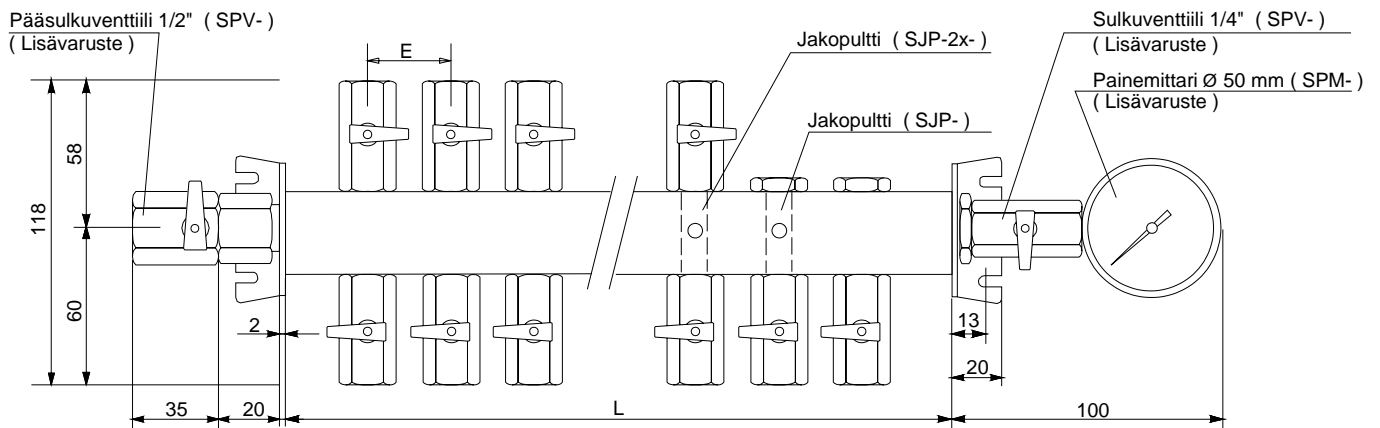 Pääsulkuventtiili 1/2" ( SPV- )
( Lisävaruste )
E
Jakopultti ( SJP-2x- )
Jakopultti ( SJP- )
Sulkuventtiili 1/4" ( SPV- )
( Lisävaruste )
Painemittari Ø 50 mm ( SPM- )
( Lisävaruste )
58
118
60
2
13
20
35
20
L
100